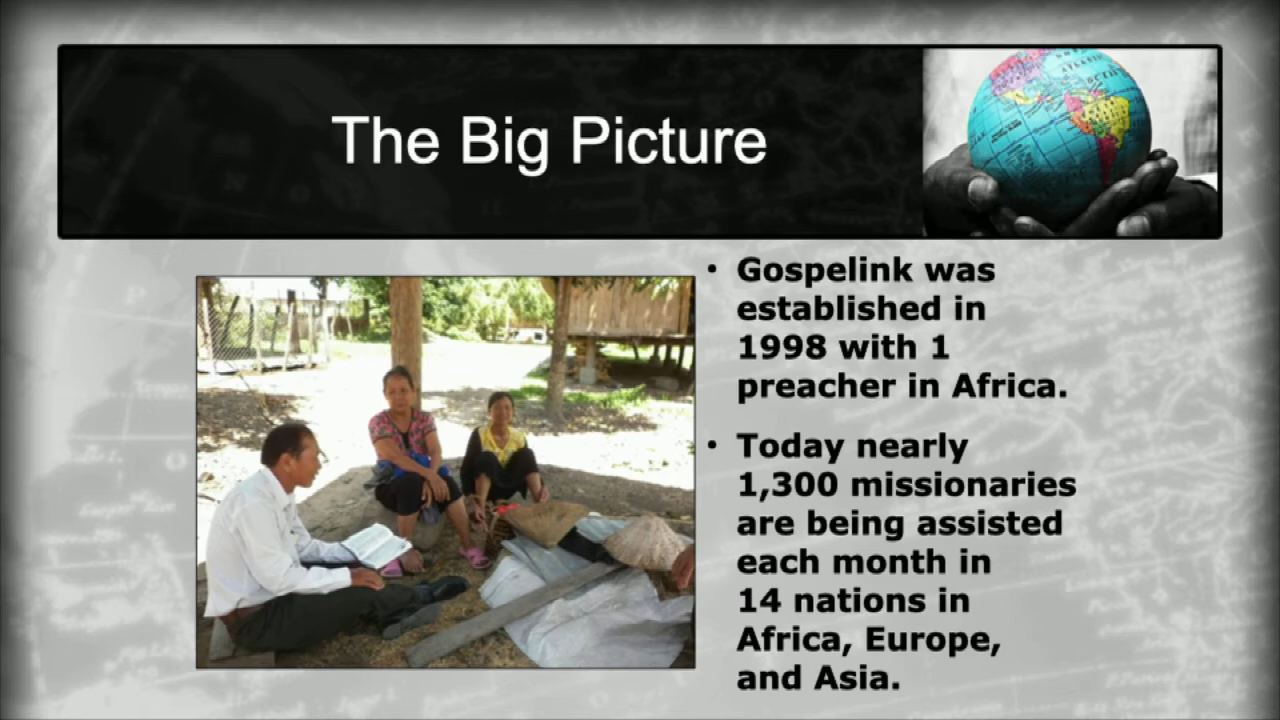 The Big Picture
ATLANTIC
• Gospelink was
established in
1998 with 1
preacher in Africa.
• Today nearly
1,300 missionaries
are being assisted
each month in
14 nations in
Africa, Europe,
and Asia.